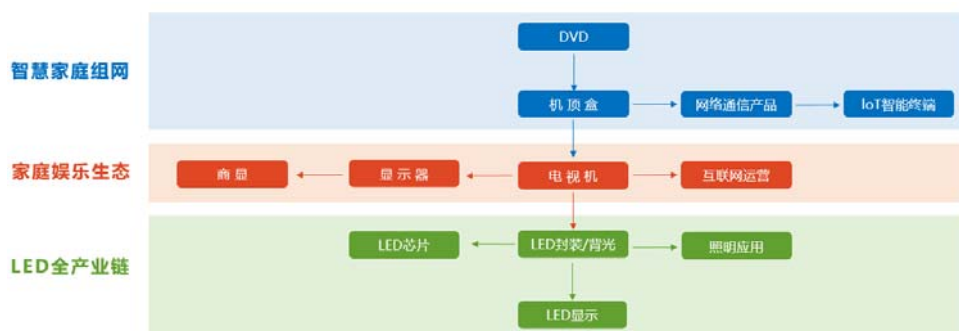 DVD
智慧家庭组网
机顶盒
网络通信产品
IoT智能终端
家庭娱乐生态
商显
显示器
电视机
互联网运营
LED芯片
LED封装/背光
照明应用
LED全产业链
LED显示